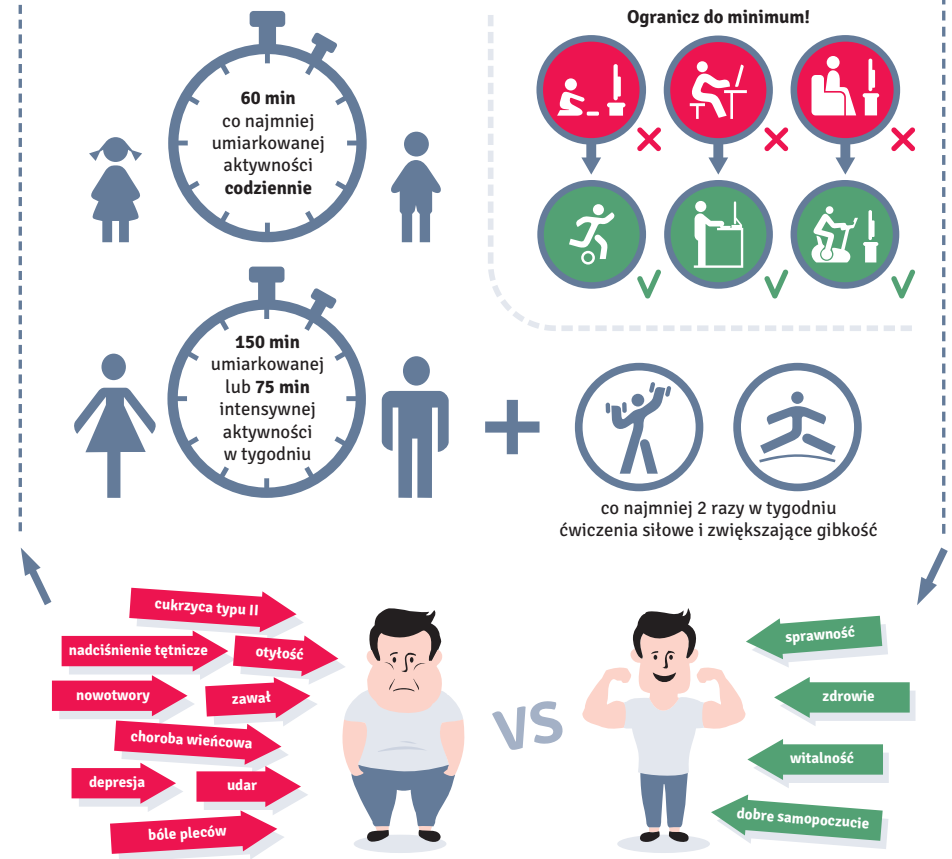 Ogranicz do minimum!
60 min
co najmniej
umiarkowanej
aktywności
codziennie
150 min
umiarkowanej
lub 75 min
intensywnej
aktywności
w tygodniu
co najmniej 2 razy w tygodniu
ćwiczenia siłowe i zwiększające gibkość
cukrzyca typu II
nadciśnienie tętnicze
otyłość
nowotwory
zawał
choroba wieńcowa
depresja
udar
bóle pleców
VS
sprawność
zdrowie
witalność
dobre samopoczucie